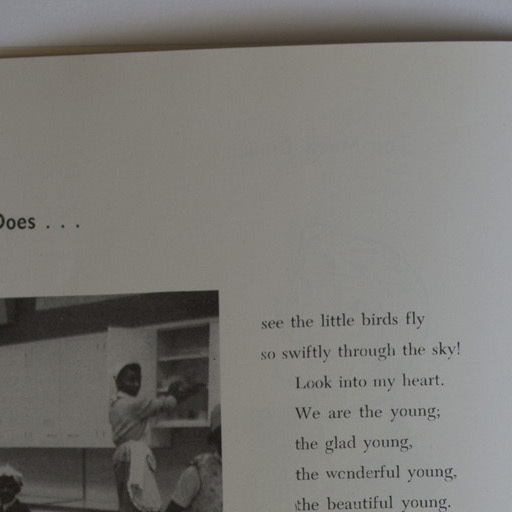 Does . . .
see the little birds fly
so swiftly through the sky!
Look into my heart.
We are the young;
the glad young,
the wonderful young,
the beautiful young.